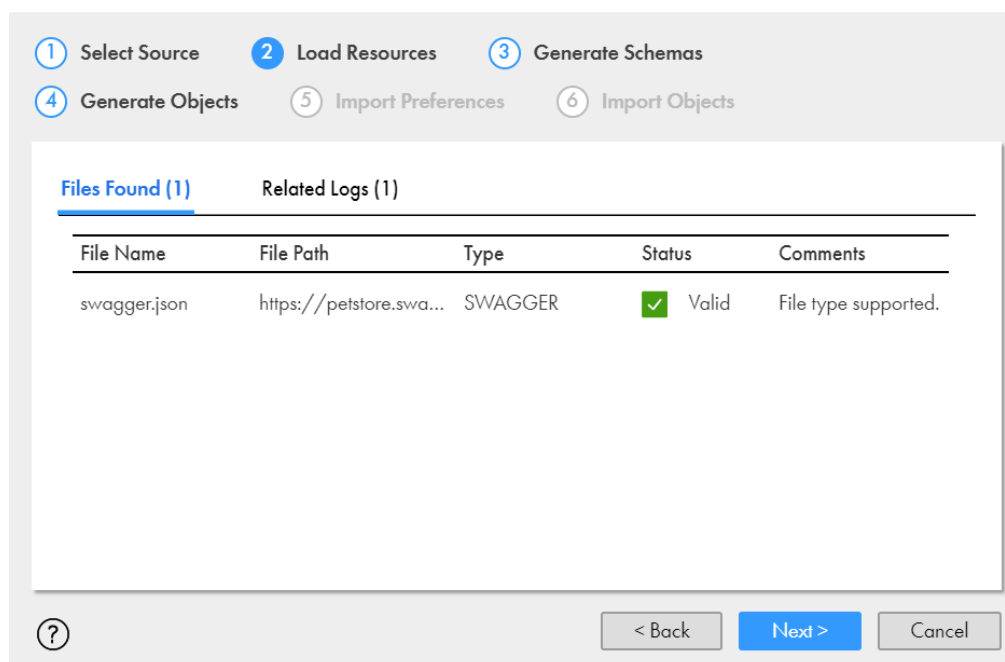 1 Select Source 2 Load Resources 3 Generate Schemas
4 Generate Objects 5 Import Preferences 6 Import Objects
Files Found (1) Related Logs (1)
File Name File Path Type Status Comments
swagger.json https://petstore.swa... SWAGGER Valid File type supported.
? < Back Next > Cancel